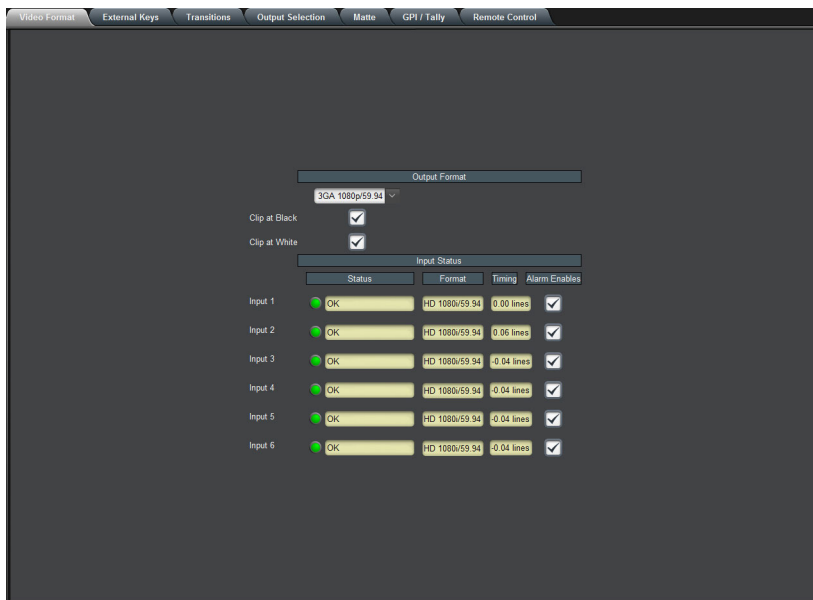 Video Format External Keys Transitions Output Selection Matte GPI / Tally Remote Control
Output Format
3GA 1080p/59.94
Clip at Black
Clip at White
Input Status
Status Format Timing Alarm Enables
Input 1 OK HD 1080i/59.94 0.00 lines
Input 2 OK HD 1080i/59.94 0.06 lines
Input 3 OK HD 1080i/59.94 -0.04 lines
Input 4 OK HD 1080i/59.94 -0.04 lines
Input 5 OK HD 1080i/59.94 -0.04 lines
Input 6 OK HD 1080i/59.94 -0.04 lines